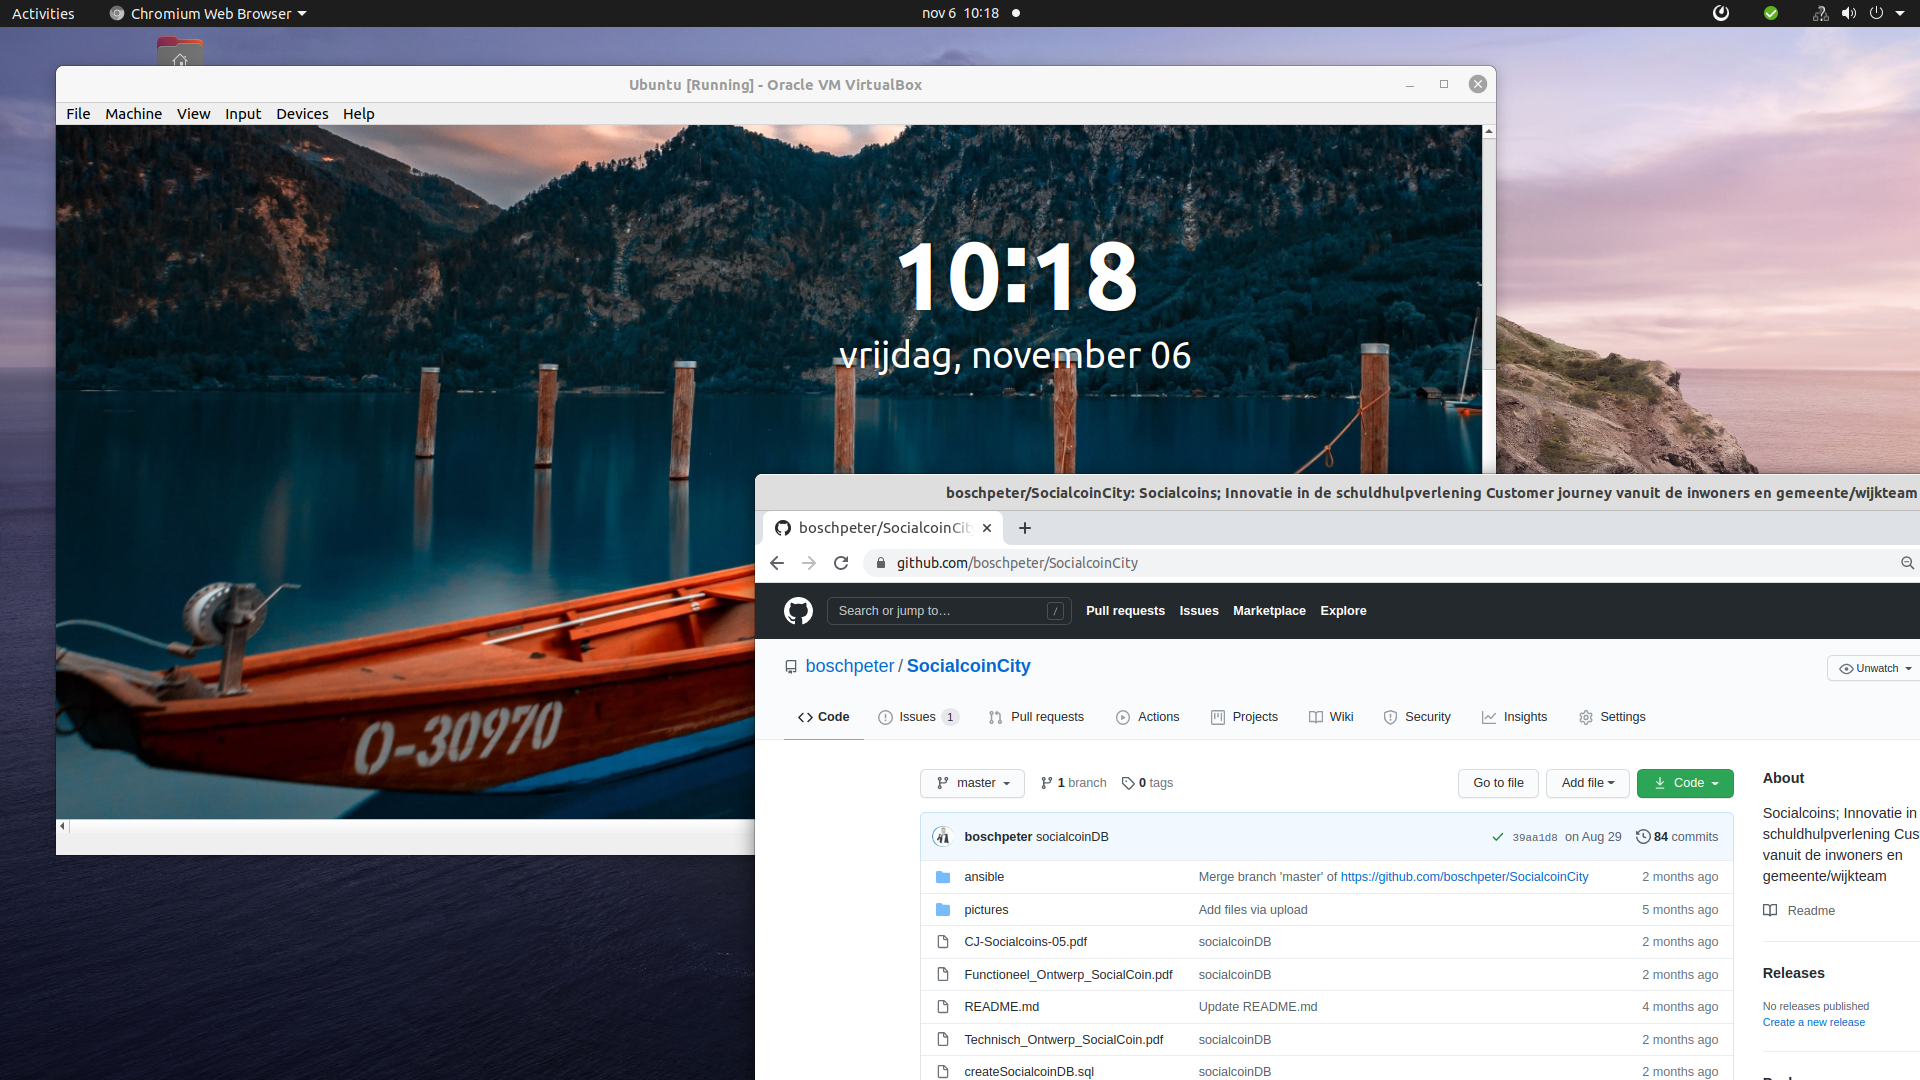 Activities
Chromium Web Browser
nov 6 10:18
Ubuntu [Running] - Oracle VM VirtualBox
File Machine View Input Devices Help
10:18
vrijdag, november 06
O-30970
boschpeter/SocialcoinCity: Socialcoins; Innovatie in de schuldhulpverlening Customer journey vanuit de inwoners en gemeente/wijkteam
boschpeter/SocialcoinCit
github.com/boschpeter/SocialcoinCity
Search or jump to… /
Pull requests Issues Marketplace Explore
boschpeter / SocialcoinCity
Unwatch
Code Issues 1 Pull requests Actions Projects Wiki Security Insights Settings
master 1 branch 0 tags
Go to file Add file Code
boschpeter socialcoinDB 39aa1d8 on Aug 29 84 commits
ansible Merge branch 'master' of https://github.com/boschpeter/SocialcoinCity 2 months ago
pictures Add files via upload 5 months ago
CJ-Socialcoins-05.pdf socialcoinDB 2 months ago
Functioneel_Ontwerp_SocialCoin.pdf socialcoinDB 2 months ago
README.md Update README.md 4 months ago
Technisch_Ontwerp_SocialCoin.pdf socialcoinDB 2 months ago
createSocialcoinDB.sql socialcoinDB 2 months ago
About
Socialcoins; Innovatie in
schuldhulpverlening Cus
vanuit de inwoners en
gemeente/wijkteam
Readme
Releases
No releases published
Create a new release